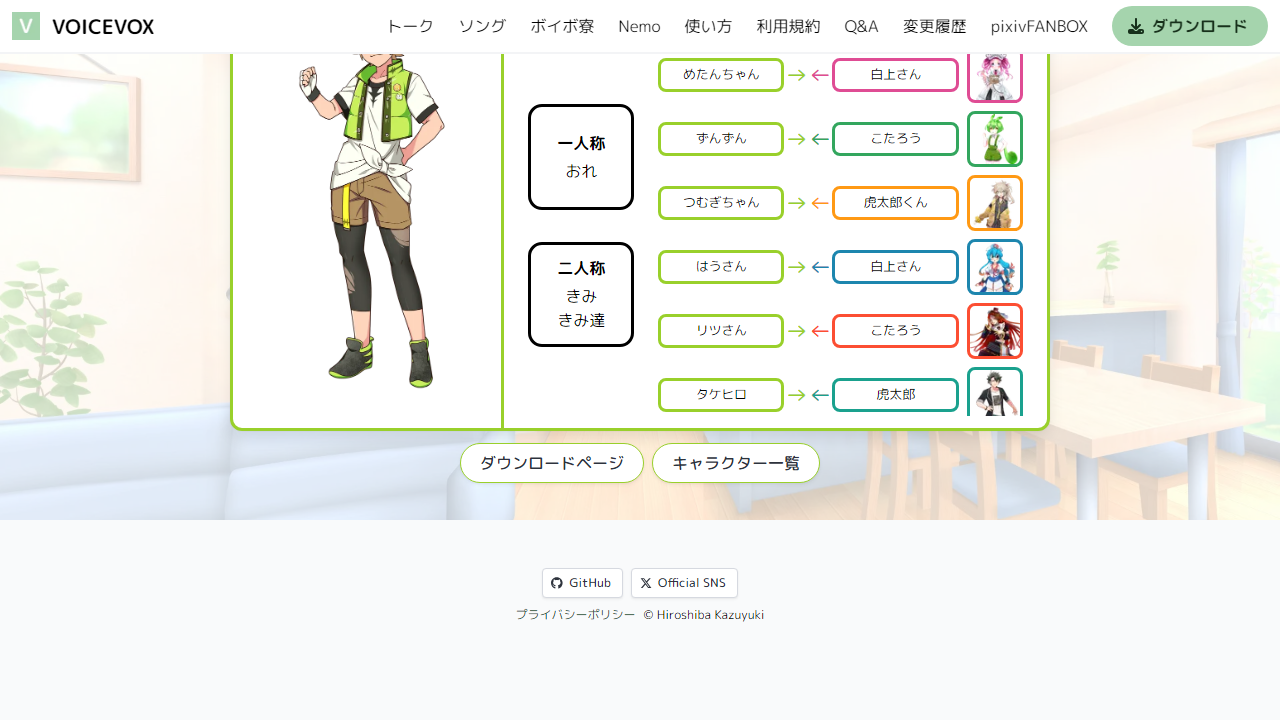 V VOICEVOX トーク ソング ボイボ寮 Nemo 使い方 利用規約 Q&A 変更履歴 pixivFANBOX ダウンロード
めたんちゃん → ← 白上さん
一人称
おれ
ずんずん → ← こたろう
つむぎちゃん → ← 虎太郎くん
二人称
きみ
きみ達
はうさん → ← 白上さん
リツさん → ← こたろう
タケヒロ → ← 虎太郎
ダウンロードページ キャラクター一覧
GitHub Official SNS
プライバシーポリシー © Hiroshiba Kazuyuki